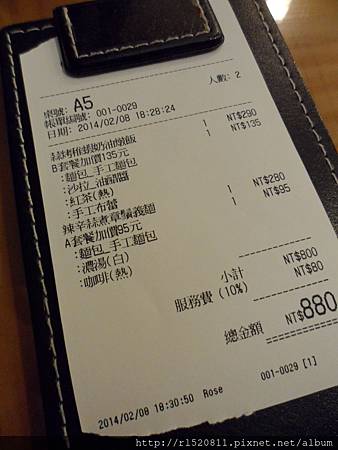 桌號: A5
帳單編號: 001-0029
人數: 2
日期: 2014/02/08 18:28:24
奶油燉飯 1 NT$290
B套餐加價135元 1 NT$135
:麵包_手工麵包
:沙拉_油醋醬
:紅茶(熱)
:手工布蕾
辣辛蒜煮章驕義麵 1 NT$280
A套餐加價95元 1 NT$95
:麵包_手工麵包
:濃湯(白)
:咖啡(熱)
小計 NT$800
服務費 (10%) NT$80
總金額 NT$880
2014/02/08 18:30:50 Rose 001-0029 [1]
http://r1520811.pixnet.net/album